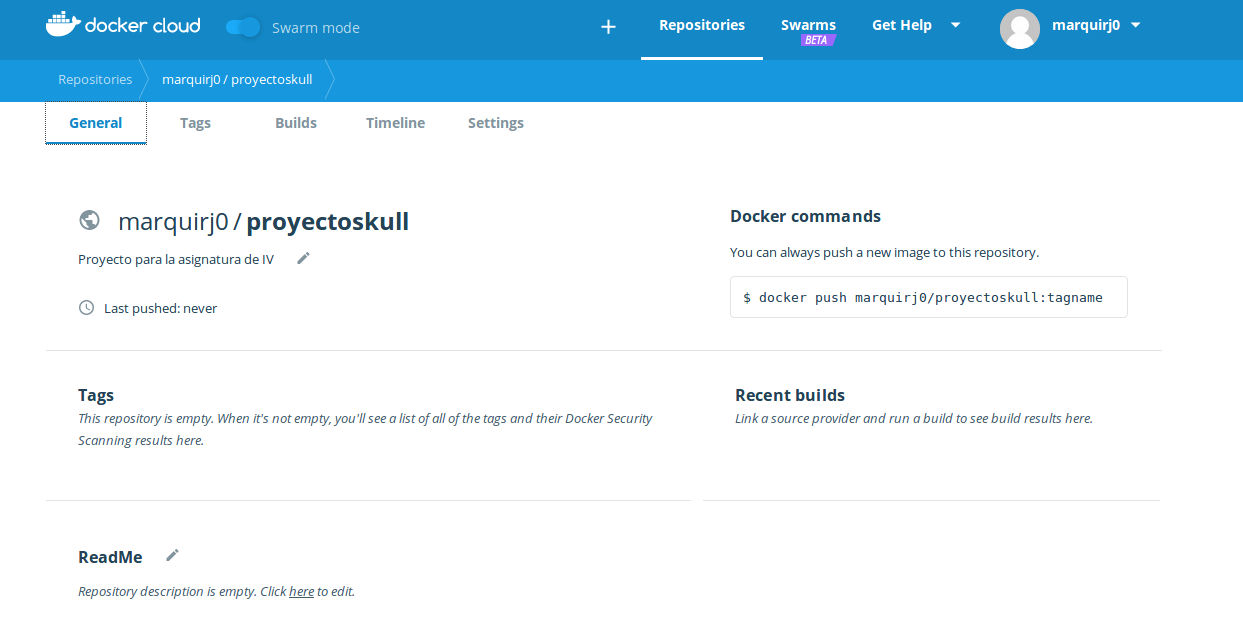 docker cloud
Swarm mode
Repositories
Swarms
BETA
Get Help
marquirj0
Repositories
marquirj0 / proyectoskull
General
Tags
Builds
Timeline
Settings
marquirj0 / proyectoskull
Proyecto para la asignatura de IV
Last pushed: never
Docker commands
You can always push a new image to this repository.
$ docker push marquirj0/proyectoskull:tagname
Tags
This repository is empty. When it's not empty, you'll see a list of all of the tags and their Docker Security
Scanning results here.
Recent builds
Link a source provider and run a build to see build results here.
ReadMe
Repository description is empty. Click here to edit.